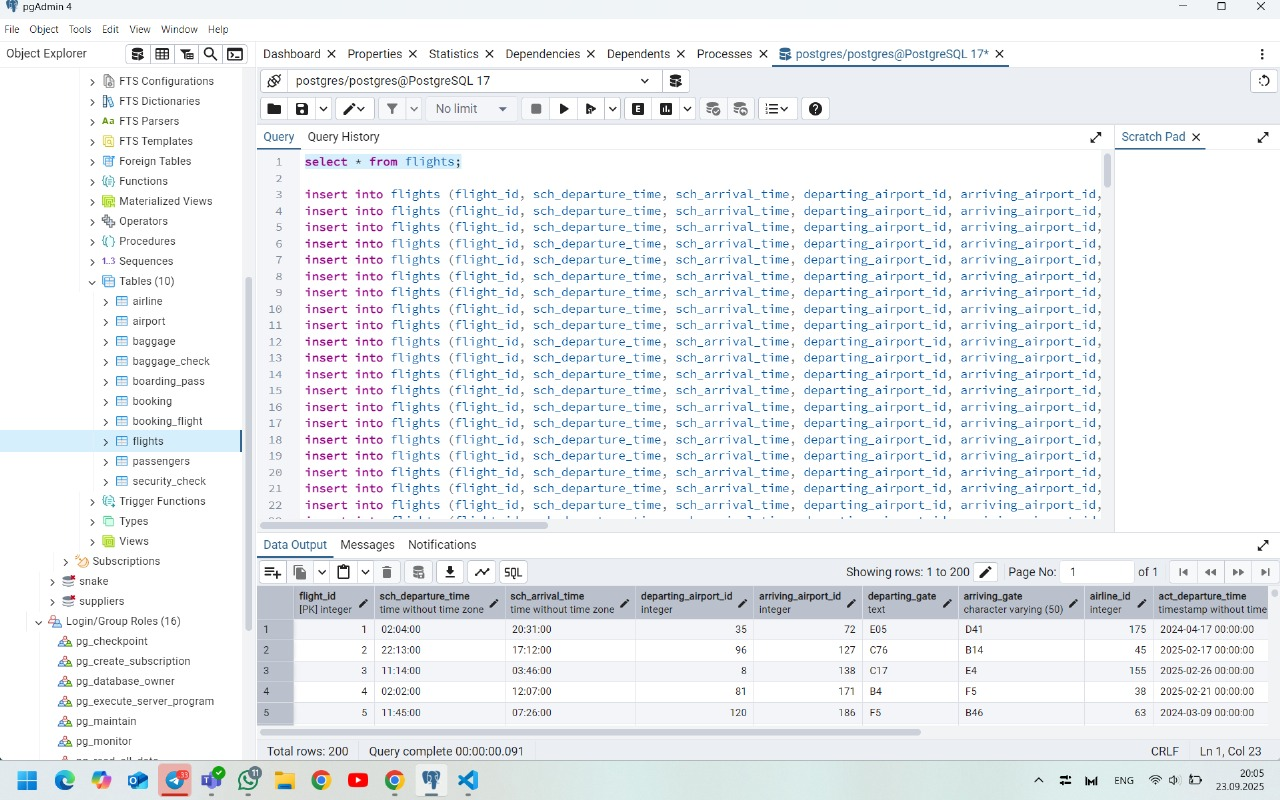 pgAdmin 4
File Object Tools Edit View Window Help
Object Explorer
Dashboard Properties Statistics Dependencies Dependents Processes postgres/postgres@PostgreSQL 17*
postgres/postgres@PostgreSQL 17
No limit
Query Query History
Scratch Pad
FTS Configurations
FTS Dictionaries
FTS Parsers
FTS Templates
Foreign Tables
Functions
Materialized Views
Operators
Procedures
Sequences
Tables (10)
airline
airport
baggage
baggage_check
boarding_pass
booking
booking_flight
flights
passengers
security_check
Trigger Functions
Types
Views
Subscriptions
snake
suppliers
Login/Group Roles (16)
pg_checkpoint
pg_create_subscription
pg_database_owner
pg_execute_server_program
pg_maintain
pg_monitor
1 select * from flights;
2
3 insert into flights (flight_id, sch_departure_time, sch_arrival_time, departing_airport_id, arriving_airport_id,
4 insert into flights (flight_id, sch_departure_time, sch_arrival_time, departing_airport_id, arriving_airport_id,
5 insert into flights (flight_id, sch_departure_time, sch_arrival_time, departing_airport_id, arriving_airport_id,
6 insert into flights (flight_id, sch_departure_time, sch_arrival_time, departing_airport_id, arriving_airport_id,
7 insert into flights (flight_id, sch_departure_time, sch_arrival_time, departing_airport_id, arriving_airport_id,
8 insert into flights (flight_id, sch_departure_time, sch_arrival_time, departing_airport_id, arriving_airport_id,
9 insert into flights (flight_id, sch_departure_time, sch_arrival_time, departing_airport_id, arriving_airport_id,
10 insert into flights (flight_id, sch_departure_time, sch_arrival_time, departing_airport_id, arriving_airport_id,
11 insert into flights (flight_id, sch_departure_time, sch_arrival_time, departing_airport_id, arriving_airport_id,
12 insert into flights (flight_id, sch_departure_time, sch_arrival_time, departing_airport_id, arriving_airport_id,
13 insert into flights (flight_id, sch_departure_time, sch_arrival_time, departing_airport_id, arriving_airport_id,
14 insert into flights (flight_id, sch_departure_time, sch_arrival_time, departing_airport_id, arriving_airport_id,
15 insert into flights (flight_id, sch_departure_time, sch_arrival_time, departing_airport_id, arriving_airport_id,
16 insert into flights (flight_id, sch_departure_time, sch_arrival_time, departing_airport_id, arriving_airport_id,
17 insert into flights (flight_id, sch_departure_time, sch_arrival_time, departing_airport_id, arriving_airport_id,
18 insert into flights (flight_id, sch_departure_time, sch_arrival_time, departing_airport_id, arriving_airport_id,
19 insert into flights (flight_id, sch_departure_time, sch_arrival_time, departing_airport_id, arriving_airport_id,
20 insert into flights (flight_id, sch_departure_time, sch_arrival_time, departing_airport_id, arriving_airport_id,
21 insert into flights (flight_id, sch_departure_time, sch_arrival_time, departing_airport_id, arriving_airport_id,
22 insert into flights (flight_id, sch_departure_time, sch_arrival_time, departing_airport_id, arriving_airport_id,
Data Output Messages Notifications
SQL Showing rows: 1 to 200 Page No: 1 of 1
flight_id sch_departure_time sch_arrival_time departing_airport_id arriving_airport_id departing_gate arriving_gate airline_id act_departure_time
[PK] integer time without time zone time without time zone integer integer text character varying (50) integer timestamp without time
1 1 02:04:00 20:31:00 35 72 E05 D41 175 2024-04-17 00:00:00
2 2 22:13:00 17:12:00 96 127 C76 B14 45 2025-02-17 00:00:00
3 3 11:14:00 03:46:00 8 138 C17 E4 155 2025-02-26 00:00:00
4 4 02:02:00 12:07:00 81 171 B4 F5 38 2025-02-21 00:00:00
5 5 11:45:00 07:26:00 120 186 F5 B46 63 2024-03-09 00:00:00
Total rows: 200 Query complete 00:00:00.091 CRLF Ln 1, Col 23
33 11 ENG 20:05
23.09.2025